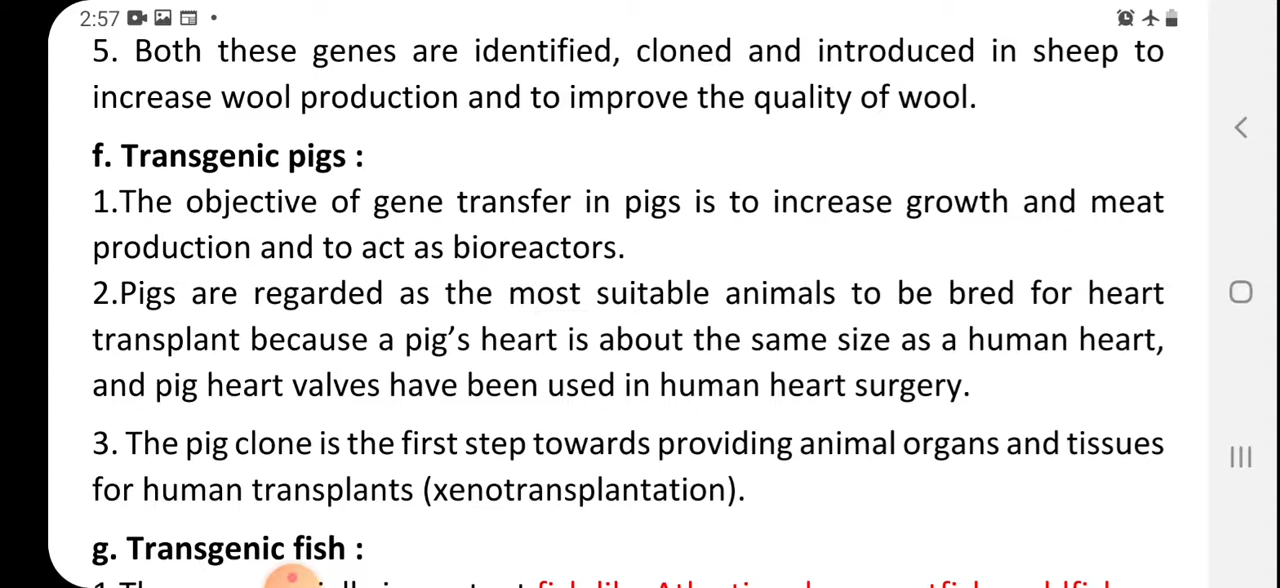 2:57
5. Both these genes are identified, cloned and introduced in sheep to
increase wool production and to improve the quality of wool.
f. Transgenic pigs :
1.The objective of gene transfer in pigs is to increase growth and meat
production and to act as bioreactors.
2.Pigs are regarded as the most suitable animals to be bred for heart
transplant because a pig's heart is about the same size as a human heart,
and pig heart valves have been used in human heart surgery.
3. The pig clone is the first step towards providing animal organs and tissues
for human transplants (xenotransplantation).
g. Transgenic fish :